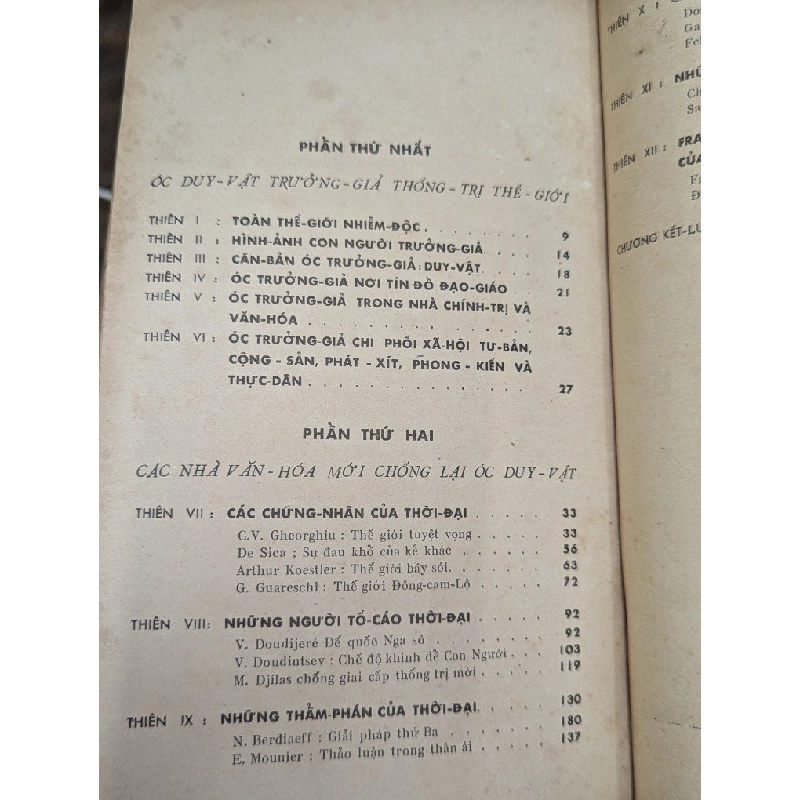 PHẦN THỨ NHẤT
ÓC DUY-VẬT TRƯỞNG-GIẢ THỐNG-TRỊ THẾ-GIỚI
THIÊN I : TOÀN THẾ-GIỚI NHIỄM-ĐỘC . . . . . . . 9
THIÊN II : HÌNH-ẢNH CON NGƯỜI TRƯỞNG-GIẢ . . . . 14
THIÊN III : CĂN-BẢN ÓC TRƯỞNG-GIẢ : DUY-VẬT . . . . 18
THIÊN IV : ÓC TRƯỞNG-GIẢ NƠI TÍN ĐỒ ĐẠO-GIÁO . . . 21
THIÊN V : ÓC TRƯỞNG-GIẢ TRONG NHÀ CHÍNH-TRỊ VÀ
VĂN-HÓA . . . . . . . . . . 23
THIÊN VI : ÓC TRƯỞNG-GIẢ CHI PHỐI XÃ-HỘI TƯ-BẢN,
CỘNG - SẢN, PHÁT - XÍT, PHONG - KIẾN VÀ
THỰC-DÂN . . . . . . . . . . 27
PHẦN THỨ HAI
CÁC NHÀ VĂN-HÓA MỚI CHỐNG LẠI ÓC DUY-VẬT
THIÊN VII : CÁC CHỨNG-NHÂN CỦA THỜI-ĐẠI . . . . . 33
C.V. Gheorghiu : Thế giới tuyệt vọng . . . . . 33
De Sica ; Sự đau khổ của kẻ khác . . . . . 56
Arthur Koestler : Thế giới bầy sói . . . . . 63
G. Guareschi : Thế giới Đông-cam-Lộ . . . . . 72
THIÊN VIII : NHỮNG NGƯỜI TỐ-CÁO THỜI-ĐẠI . . . . . 92
V. Doudijeré Đế quốc Nga sô . . . . . . 92
V. Doudintsev : Chế độ khinh dể Con Người . . . 103
M. Djilas chống giai cấp thống trị mới . . . . . 119
THIÊN IX : NHỮNG THẨM-PHÁN CỦA THỜI-ĐẠI . . . . . 130
N. Berdiaeff : Giải pháp thứ Ba . . . . . . 180
E. Mounier : Thảo luận trong thân ái . . . . . 137
THIÊN X
Do
Ga
Fel
THIÊN XI : NHỮ
Ch
Sa
THIÊN XII : FRA
CỦA
Fr
Đ
CHƯƠNG KẾT-LU